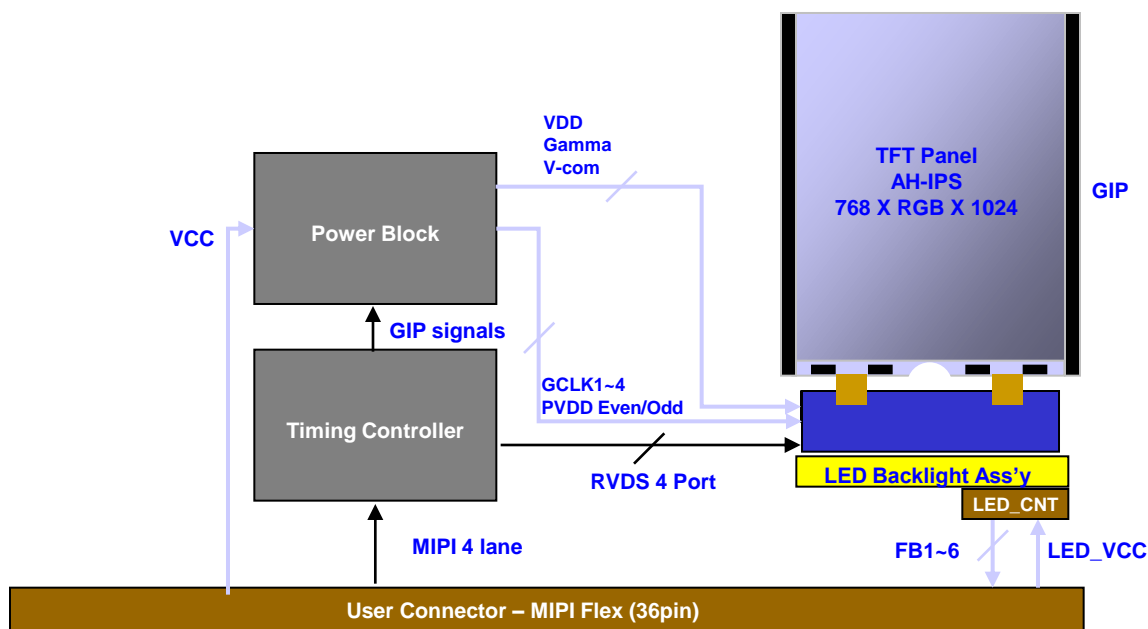 VDD
Gamma
V-com
TFT Panel
AH-IPS
768 X RGB X 1024
GIP
VCC
Power Block
GIP signals
GCLK1~4
PVDD Even/Odd
Timing Controller
RVDS 4 Port
LED Backlight Ass’y
LED_CNT
MIPI 4 lane
FB1~6
LED_VCC
User Connector – MIPI Flex (36pin)